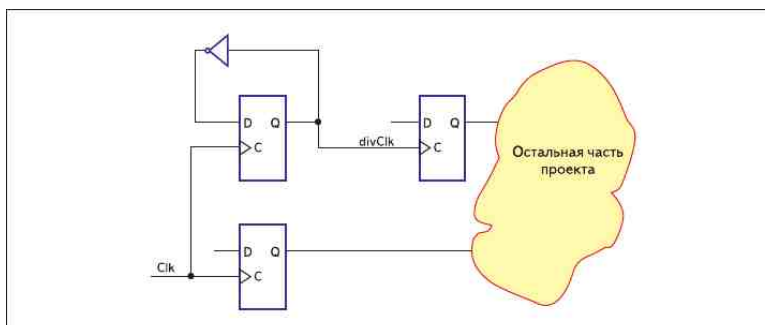 D Q
C
divClk
D Q
C
Остальная часть
проекта
Clk
D Q
C